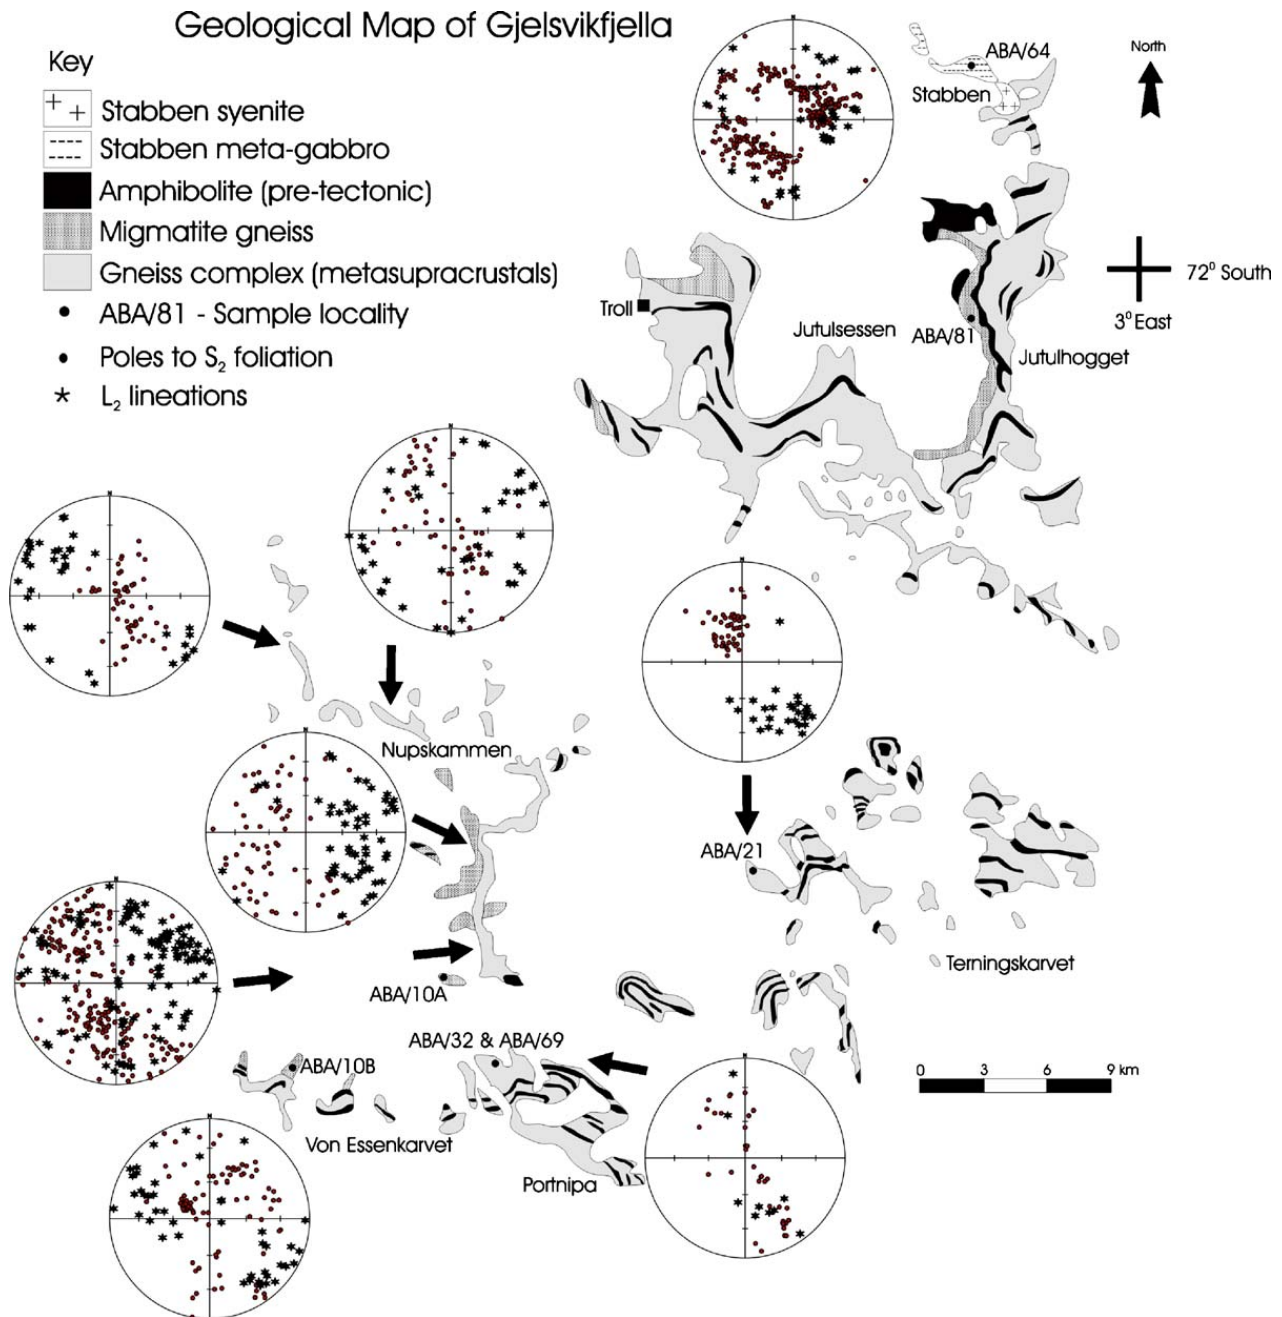 Geological Map of Gjelsvikfjella
Key
Stabben syenite
Stabben meta-gabbro
Amphibolite (pre-tectonic)
Migmatite gneiss
Gneiss complex (metasupracrustals)
ABA/81 - Sample locality
Poles to S2 foliation
L2 lineations
N
ABA/64
Stabben
North
72⁰ South
3⁰ East
Troll
Jutulsessen
ABA/81
Jutulhogget
N
N
N
Nupskammen
N
ABA/21
N
ABA/10A
Terningskarvet
ABA/32 & ABA/69
ABA/10B
N
0 3 6 9 km
Von Essenkarvet
N
Portnipa